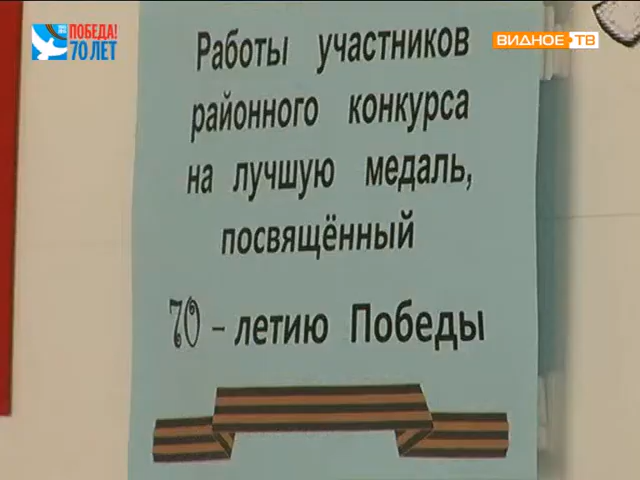 ПОБЕДА!
70 ЛЕТ
ВИДНОЕ ТВ
Работы участников
районного конкурса
на лучшую медаль,
посвящённый
70 – летию Победы